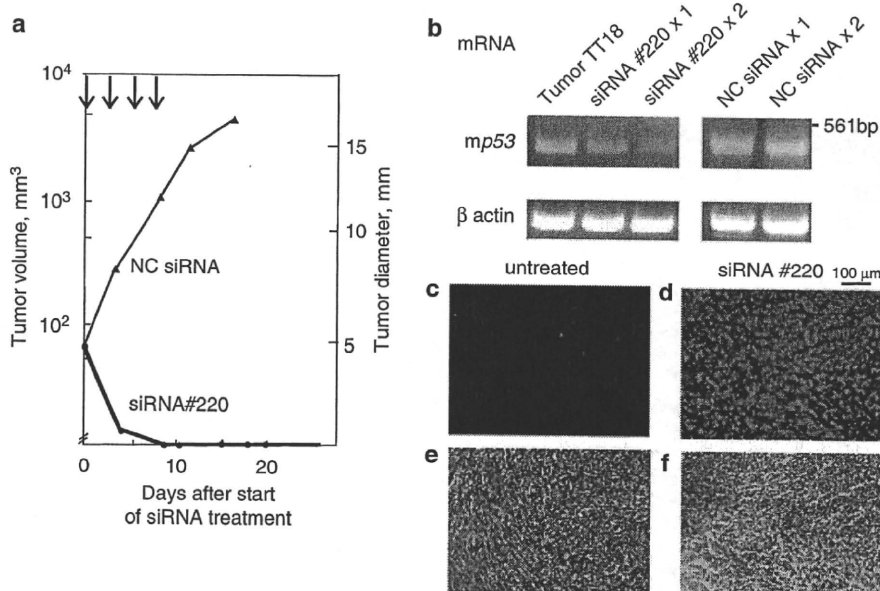 a
10⁴
10³
10²
Tumor volume, mm³
15
10
5
Tumor diameter, mm
NC siRNA
siRNA#220
0
10
20
Days after start
of siRNA treatment
b
mRNA
Tumor TT18
siRNA #220 x 1
siRNA #220 x 2
NC siRNA x 1
NC siRNA x 2
561bp
mp53
β actin
untreated
siRNA #220
100 μm
c
d
e
f